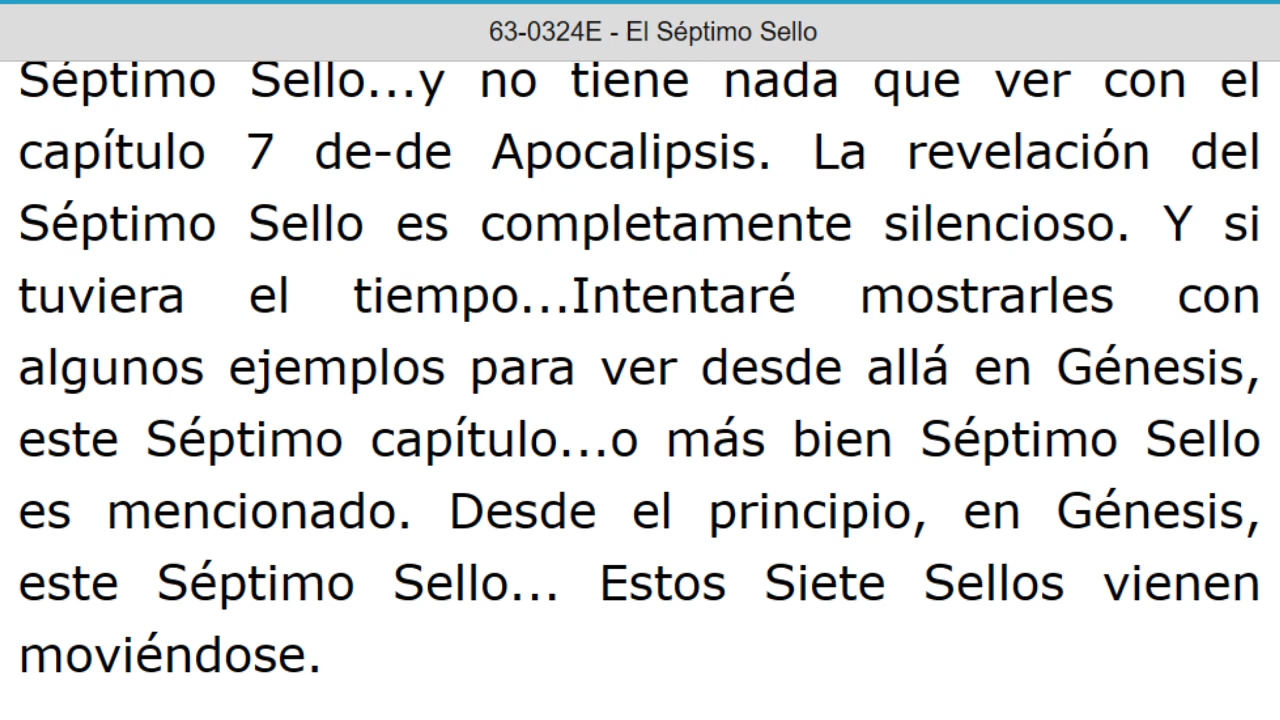 63-0324E - El Séptimo Sello
Séptimo Sello...y no tiene nada que ver con el
capítulo 7 de-de Apocalipsis. La revelación del
Séptimo Sello es completamente silencioso. Y si
tuviera el tiempo...Intentaré mostrarles con
algunos ejemplos para ver desde allá en Génesis,
este Séptimo capítulo...o más bien Séptimo Sello
es mencionado. Desde el principio, en Génesis,
este Séptimo Sello... Estos Siete Sellos vienen
moviéndose.